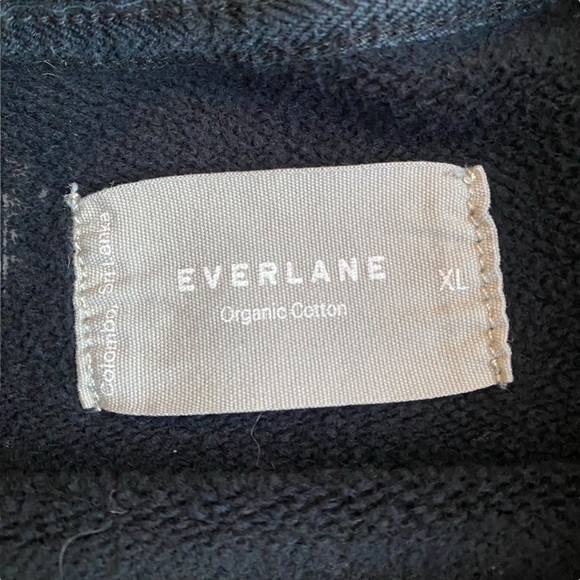 EVERLANE
Organic Cotton
XL
Colombo, Sri Lanka